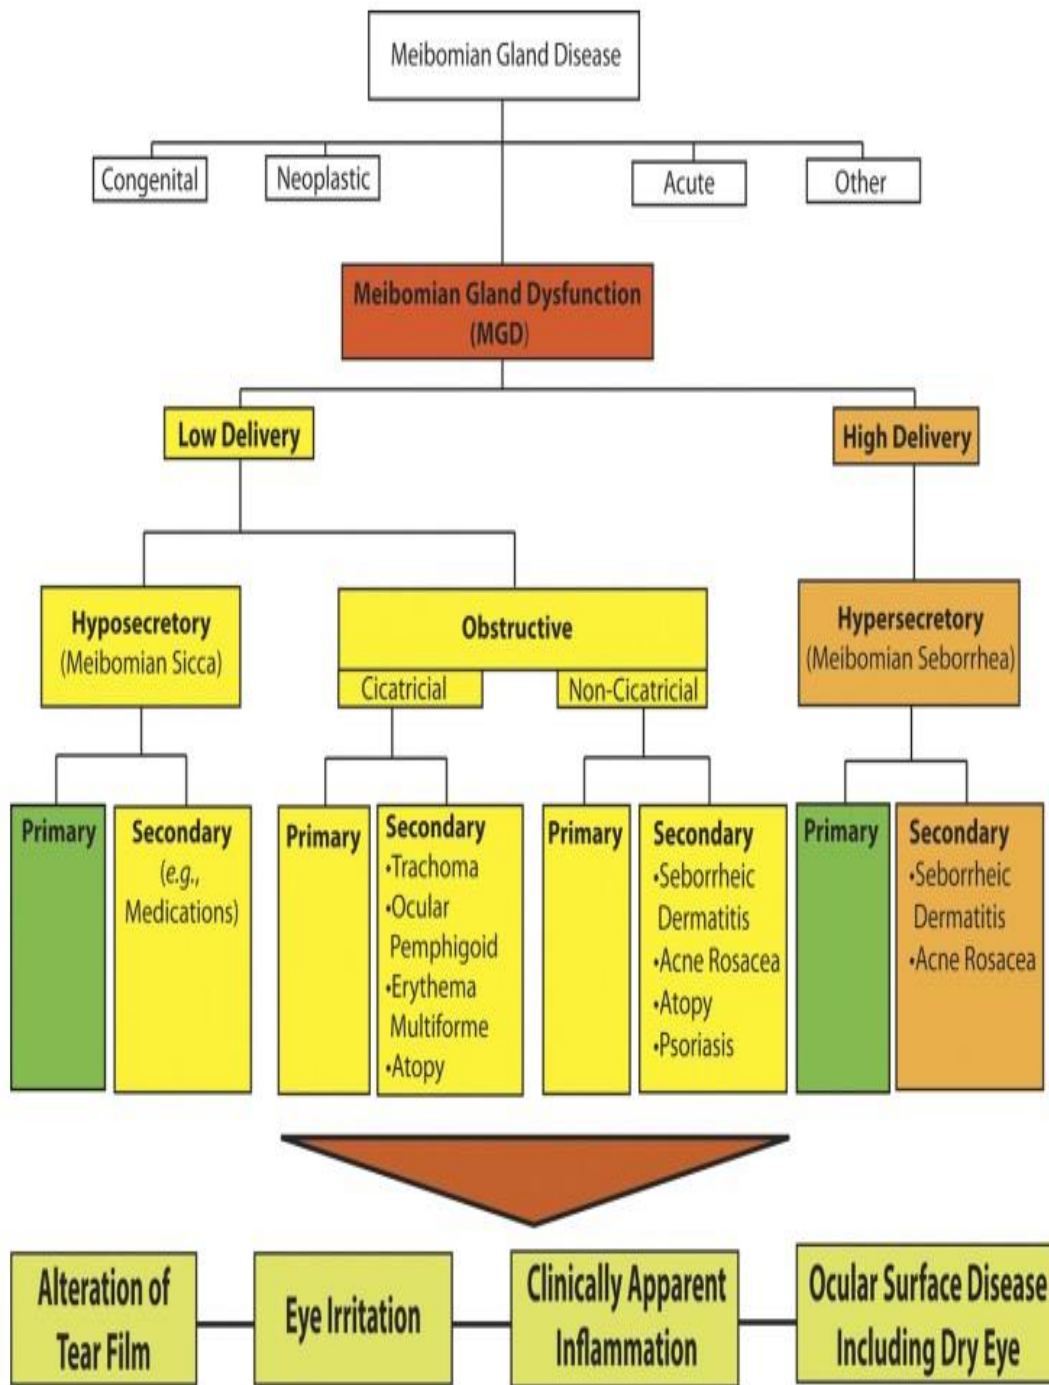 Meibomian Gland Disease
Congenital
Neoplastic
Acute
Other
Meibomian Gland Dysfunction
(MGD)
Low Delivery
High Delivery
Hyposecretory
(Meibomian Sicca)
Obstructive
Cicatricial
Non-Cicatricial
Hypersecretory
(Meibomian Seborrhea)
Primary
Secondary
(e.g.,
Medications)
Primary
Secondary
•Trachoma
•Ocular
Pemphigoid
•Erythema
Multiforme
•Atopy
Primary
Secondary
•Seborrheic
Dermatitis
•Acne Rosacea
•Atopy
•Psoriasis
Primary
Secondary
•Seborrheic
Dermatitis
•Acne Rosacea
Alteration of
Tear Film
Eye Irritation
Clinically Apparent
Inflammation
Ocular Surface Disease
Including Dry Eye